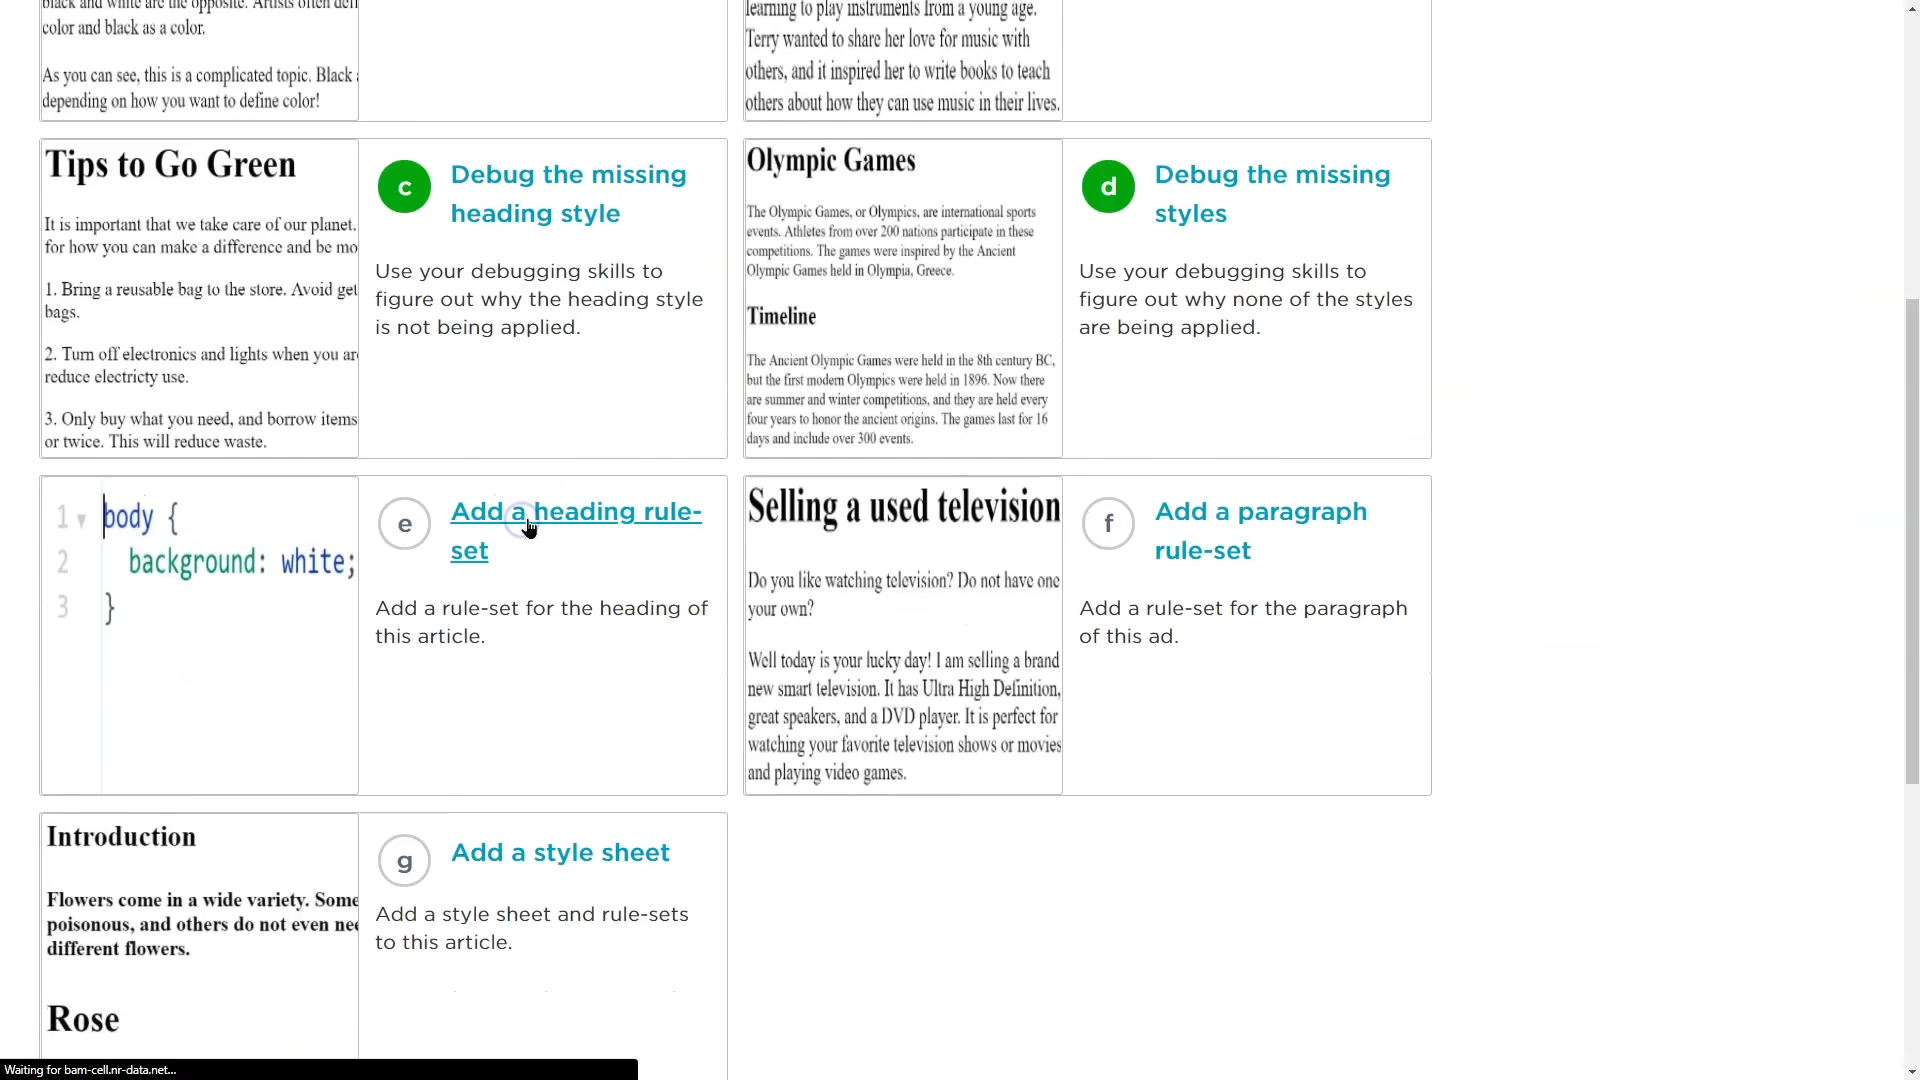 black and white are the opposite. Artists often
color and black as a color.
As you can see, this is a complicated topic. Black
depending on how you want to define color!
learning to play instruments from a young age.
Terry wanted to share her love for music with
others, and it inspired her to write books to teach
others about how they can use music in their lives.
Tips to Go Green
It is important that we take care of our planet.
for how you can make a difference and be mo
1. Bring a reusable bag to the store. Avoid get
bags.
2. Turn off electronics and lights when you ar
reduce electricty use.
3. Only buy what you need, and borrow items
or twice. This will reduce waste.
c
Debug the missing
heading style
Use your debugging skills to
figure out why the heading style
is not being applied.
Olympic Games
The Olympic Games, or Olympics, are international sports
events. Athletes from over 200 nations participate in these
competitions. The games were inspired by the Ancient
Olympic Games held in Olympia, Greece.
Timeline
The Ancient Olympic Games were held in the 8th century BC,
but the first modern Olympics were held in 1896. Now there
are summer and winter competitions, and they are held every
four years to honor the ancient origins. The games last for 16
days and include over 300 events.
d
Debug the missing
styles
Use your debugging skills to
figure out why none of the styles
are being applied.
1 body {
2 background: white;
3 }
e
Add a heading rule-
set
Add a rule-set for the heading of
this article.
Selling a used television
Do you like watching television? Do not have one
your own?
Well today is your lucky day! I am selling a brand
new smart television. It has Ultra High Definition,
great speakers, and a DVD player. It is perfect for
watching your favorite television shows or movies
and playing video games.
f
Add a paragraph
rule-set
Add a rule-set for the paragraph
of this ad.
Introduction
Flowers come in a wide variety. Some
poisonous, and others do not even nee
different flowers.
Rose
g
Add a style sheet
Add a style sheet and rule-sets
to this article.
Waiting for bam-cell.nr-data.net...